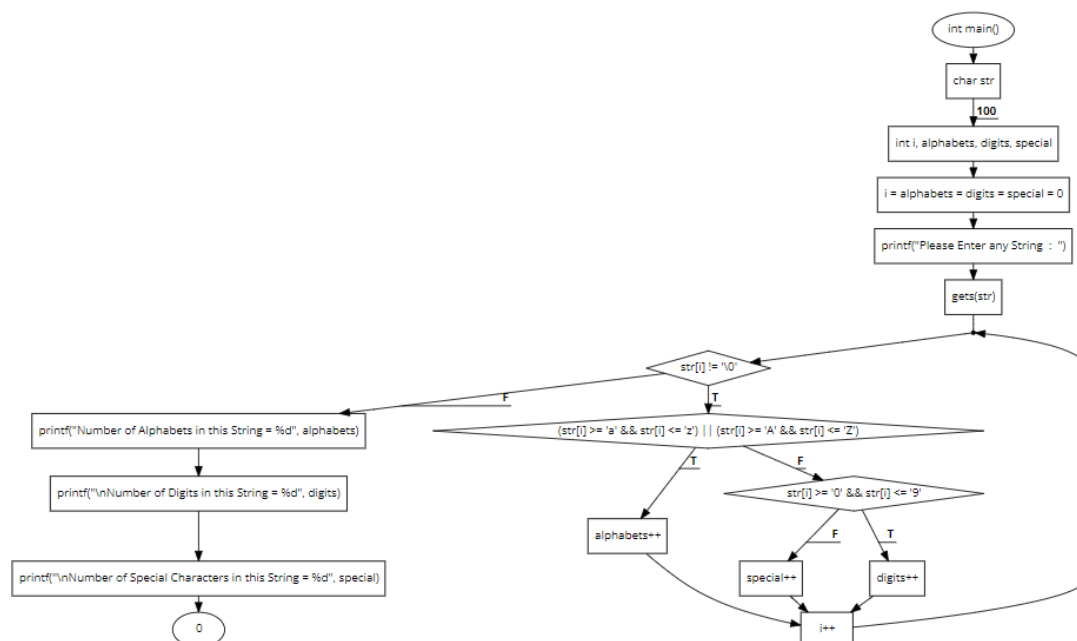 int main()
char str
100
int i, alphabets, digits, special
i = alphabets = digits = special = 0
printf("Please Enter any String  :  ")
gets(str)
str[i] != '\0'
F
T
printf("Number of Alphabets in this String = %d", alphabets)
(str[i] >= 'a' && str[i] <= 'z') || (str[i] >= 'A' && str[i] <= 'Z')
T
F
printf("\nNumber of Digits in this String = %d", digits)
str[i] >= '0' && str[i] <= '9'
alphabets++
F
T
printf("\nNumber of Special Characters in this String = %d", special)
special++
digits++
0
i++